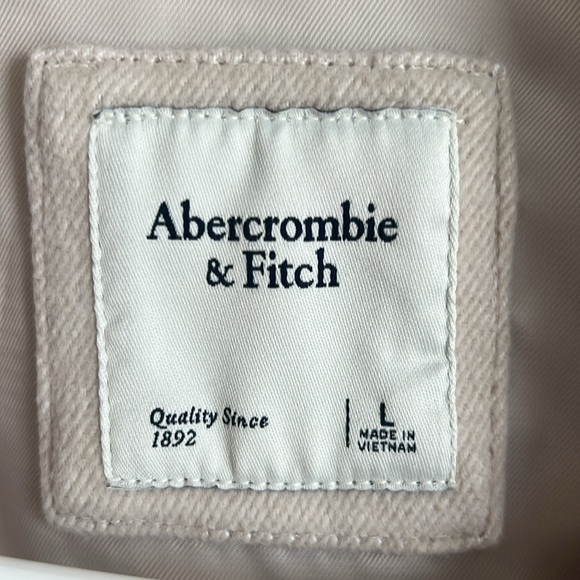 Abercrombie
& Fitch
Quality Since
1892
L
MADE IN
VIETNAM